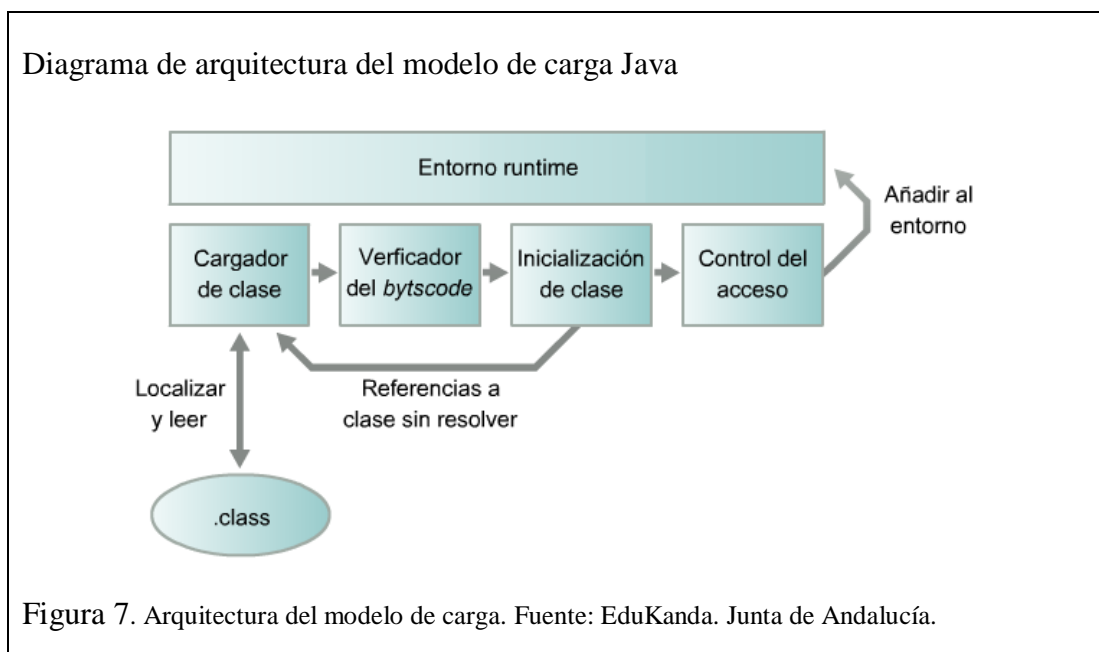 Diagrama de arquitectura del modelo de carga Java
Entorno runtime
Añadir al
entorno
Cargador
de clase
Verficador
del bytscode
Inicialización
de clase
Control del
acceso
Localizar
y leer
Referencias a
clase sin resolver
.class
Figura 7. Arquitectura del modelo de carga. Fuente: EduKanda. Junta de Andalucía.